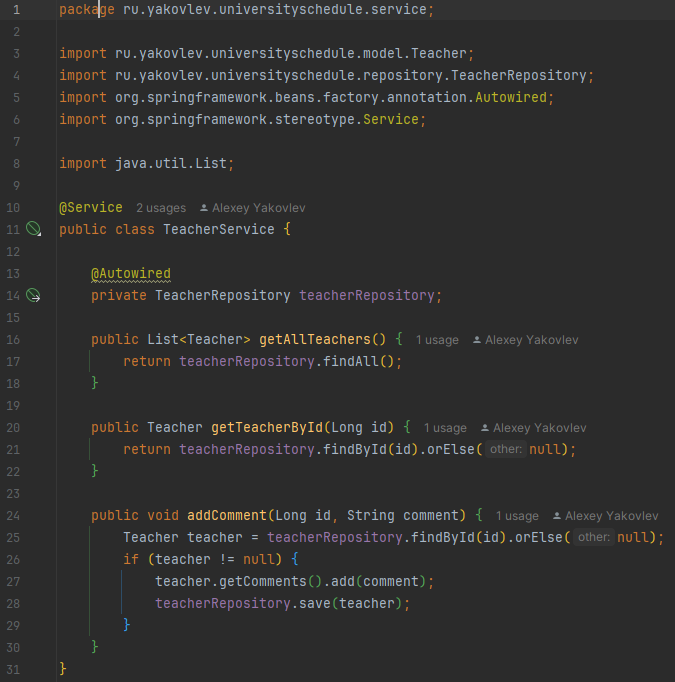 1 package ru.yakovlev.universityschedule.service;
2
3 import ru.yakovlev.universityschedule.model.Teacher;
4 import ru.yakovlev.universityschedule.repository.TeacherRepository;
5 import org.springframework.beans.factory.annotation.Autowired;
6 import org.springframework.stereotype.Service;
7
8 import java.util.List;
9
10 @Service 2 usages Alexey Yakovlev
11 public class TeacherService {
12
13     @Autowired
14     private TeacherRepository teacherRepository;
15
16     public List<Teacher> getAllTeachers() { 1 usage Alexey Yakovlev
17         return teacherRepository.findAll();
18     }
19
20     public Teacher getTeacherById(Long id) { 1 usage Alexey Yakovlev
21         return teacherRepository.findById(id).orElse( other: null);
22     }
23
24     public void addComment(Long id, String comment) { 1 usage Alexey Yakovlev
25         Teacher teacher = teacherRepository.findById(id).orElse( other: null);
26         if (teacher != null) {
27             teacher.getComments().add(comment);
28             teacherRepository.save(teacher);
29         }
30     }
31 }